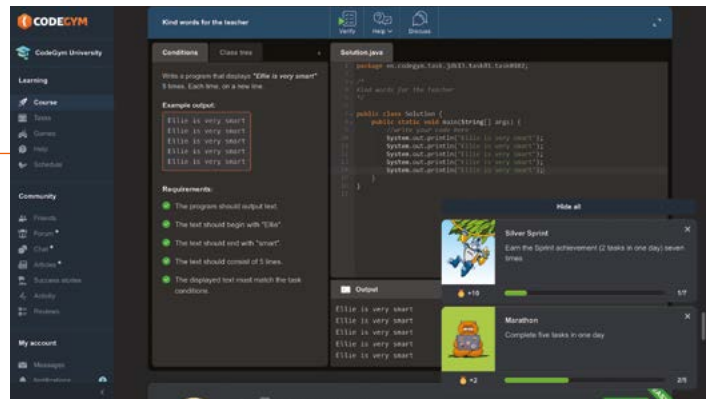 CODEGYM
CodeGym University
Learning
Course
Tasks
Games
Help
Schedule
Community
Friends
Forum
Chat
Articles
Success stories
Activity
Reviews
My account
Messages
Notifications
Kind words for the teacher
Verify
Help
Discuss
Conditions
Class tree
Write a program that displays "Ellie is very smart"
5 times. Each time, on a new line.
Example output:
Ellie is very smart
Ellie is very smart
Ellie is very smart
Ellie is very smart
Ellie is very smart
Requirements:
The program should output text.
The text should begin with "Ellie".
The text should end with "smart".
The text should consist of 5 lines.
The displayed text must match the task
conditions.
Solution.java
/*
Kind words for the teacher
*/
public class Solution {
public static void main(String[] args) {
//write your code here
System.out.println("Ellie is very smart");
System.out.println("Ellie is very smart");
System.out.println("Ellie is very smart");
System.out.println("Ellie is very smart");
System.out.println("Ellie is very smart");
}
}
Output
Ellie is very smart
Ellie is very smart
Ellie is very smart
Ellie is very smart
Ellie is very smart
Hide all
Silver Sprint
Earn the Sprint achievement (2 tasks in one day) seven
times
+10
1/7
Marathon
Complete five tasks in one day
+2
2/5